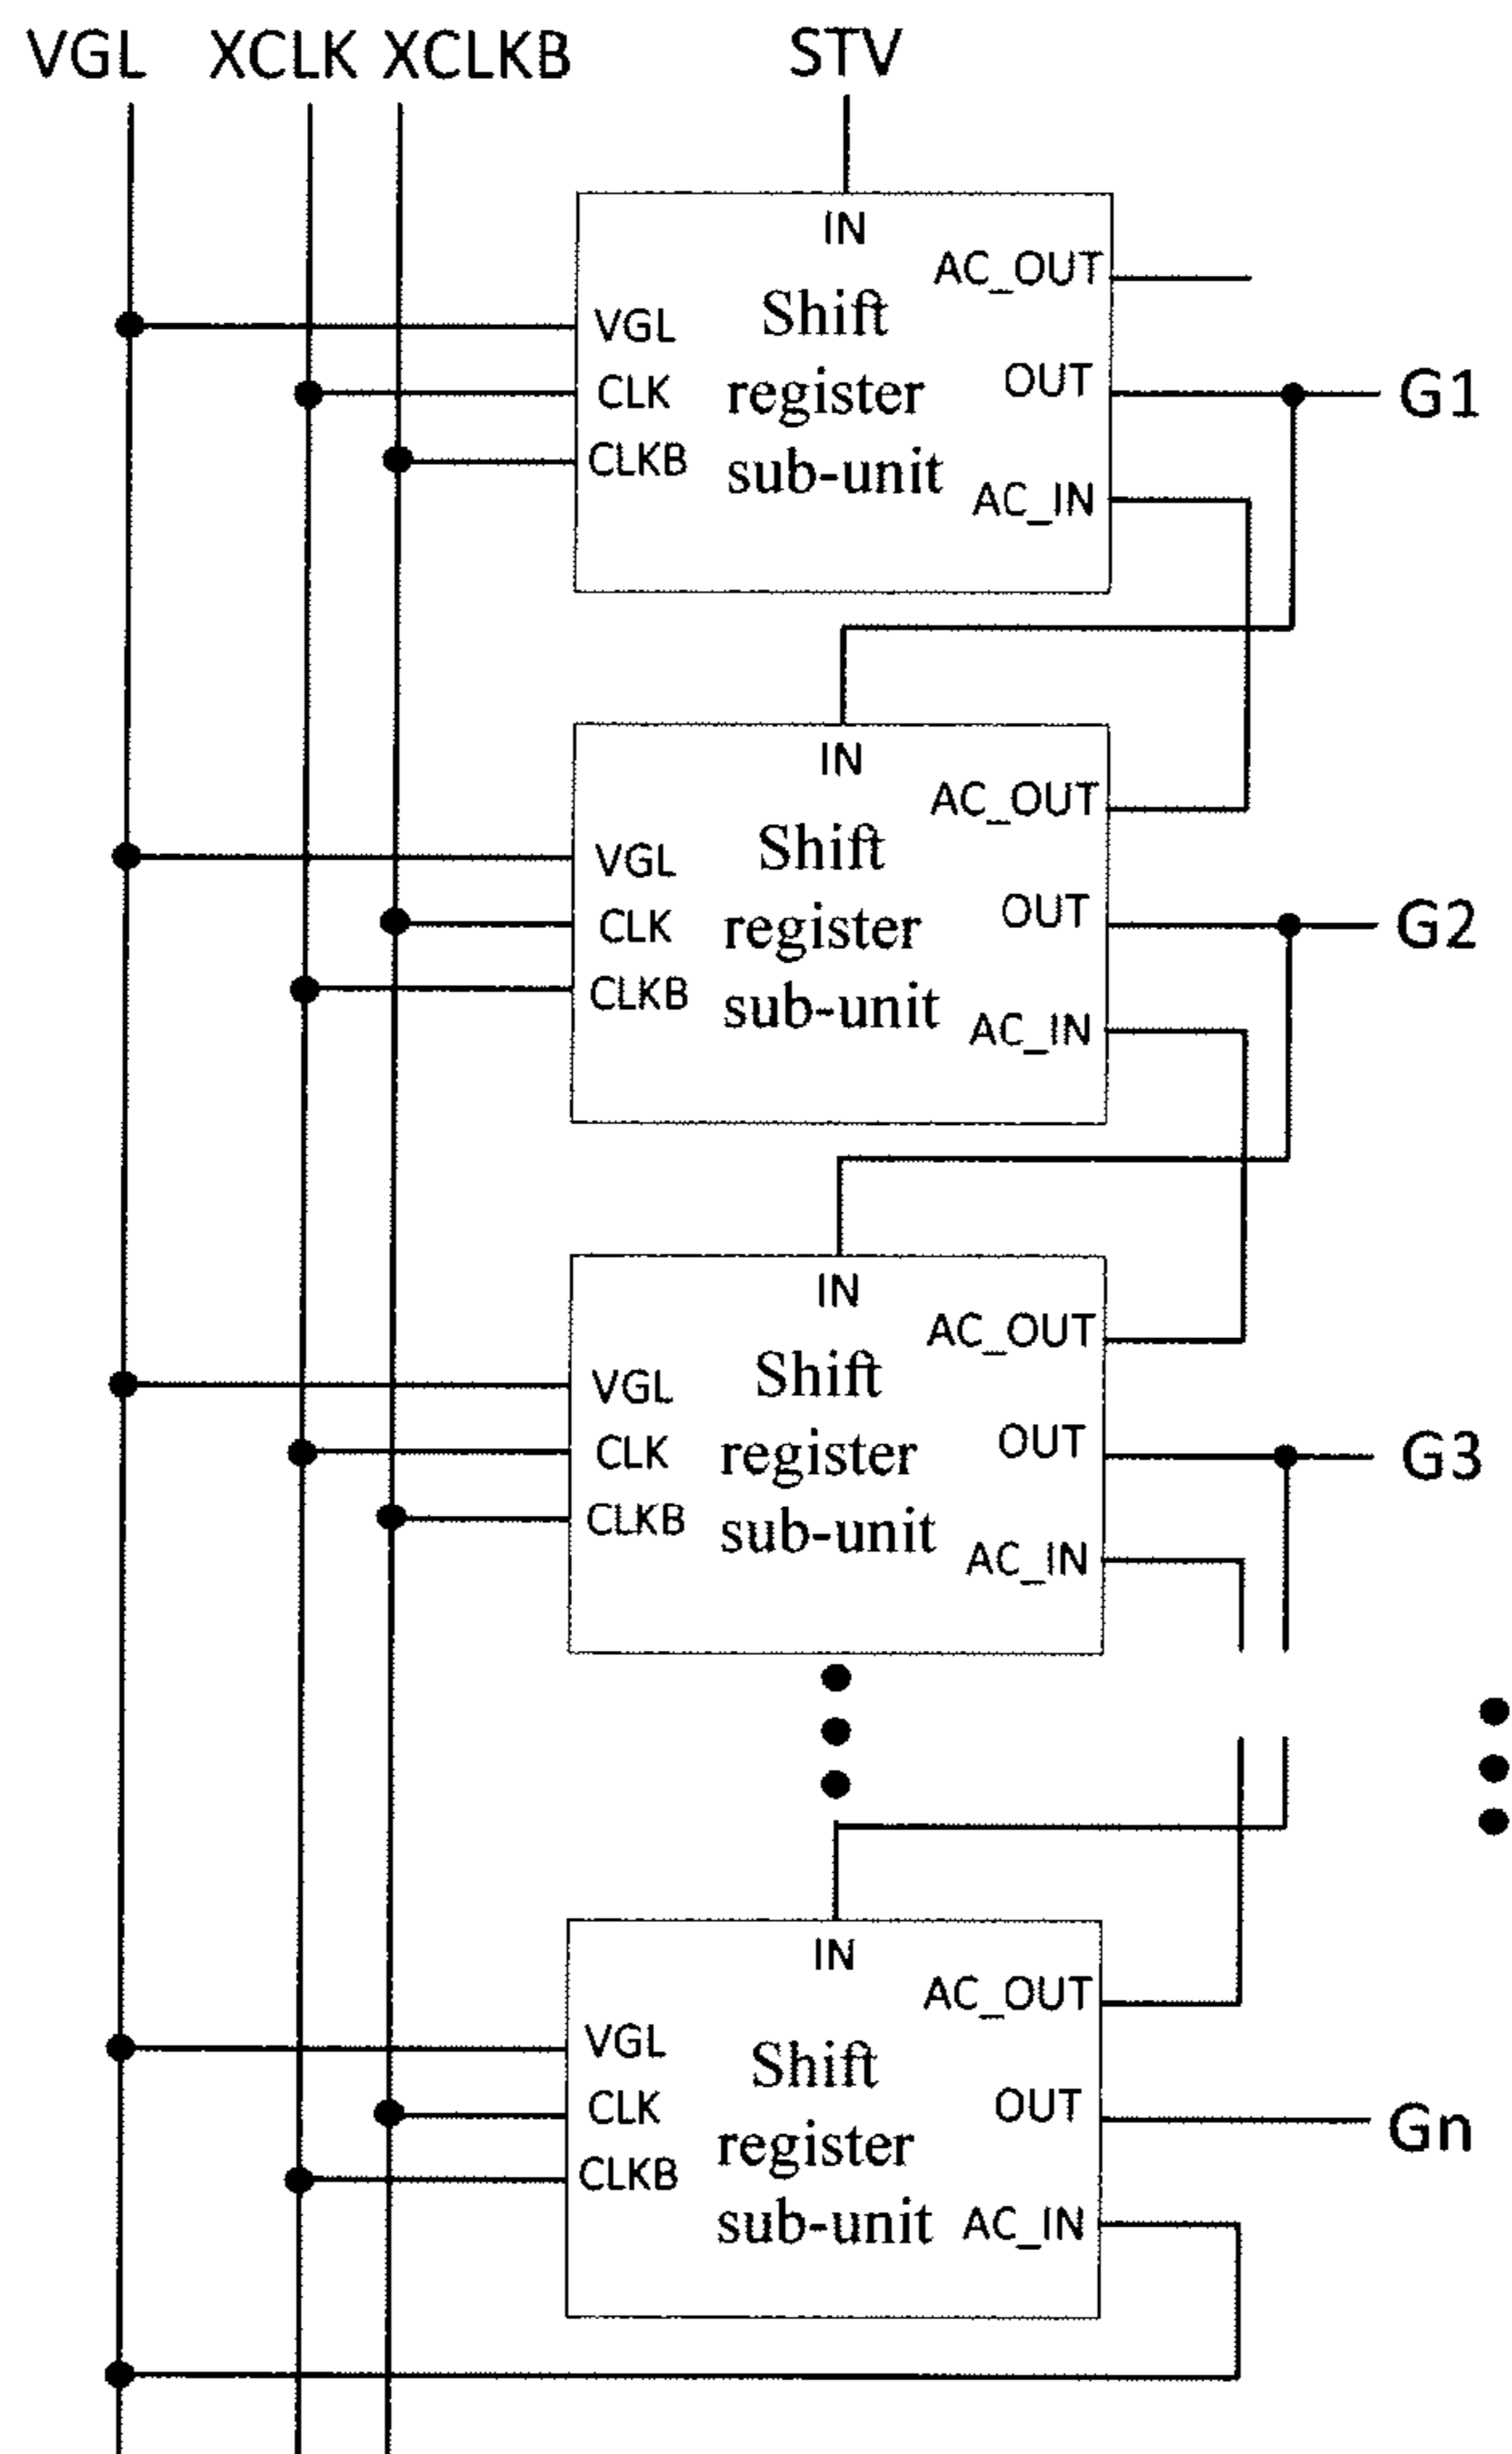 VGL XCLK XCLKB STV
IN
AC_OUT
VGL
Shift
CLK
register
OUT
G1
CLKB
sub-unit
AC_IN
IN
AC_OUT
VGL
Shift
CLK
register
OUT
G2
CLKB
sub-unit
AC_IN
IN
AC_OUT
VGL
Shift
CLK
register
OUT
G3
CLKB
sub-unit
AC_IN
IN
AC_OUT
VGL
Shift
CLK
register
OUT
Gn
CLKB
sub-unit
AC_IN